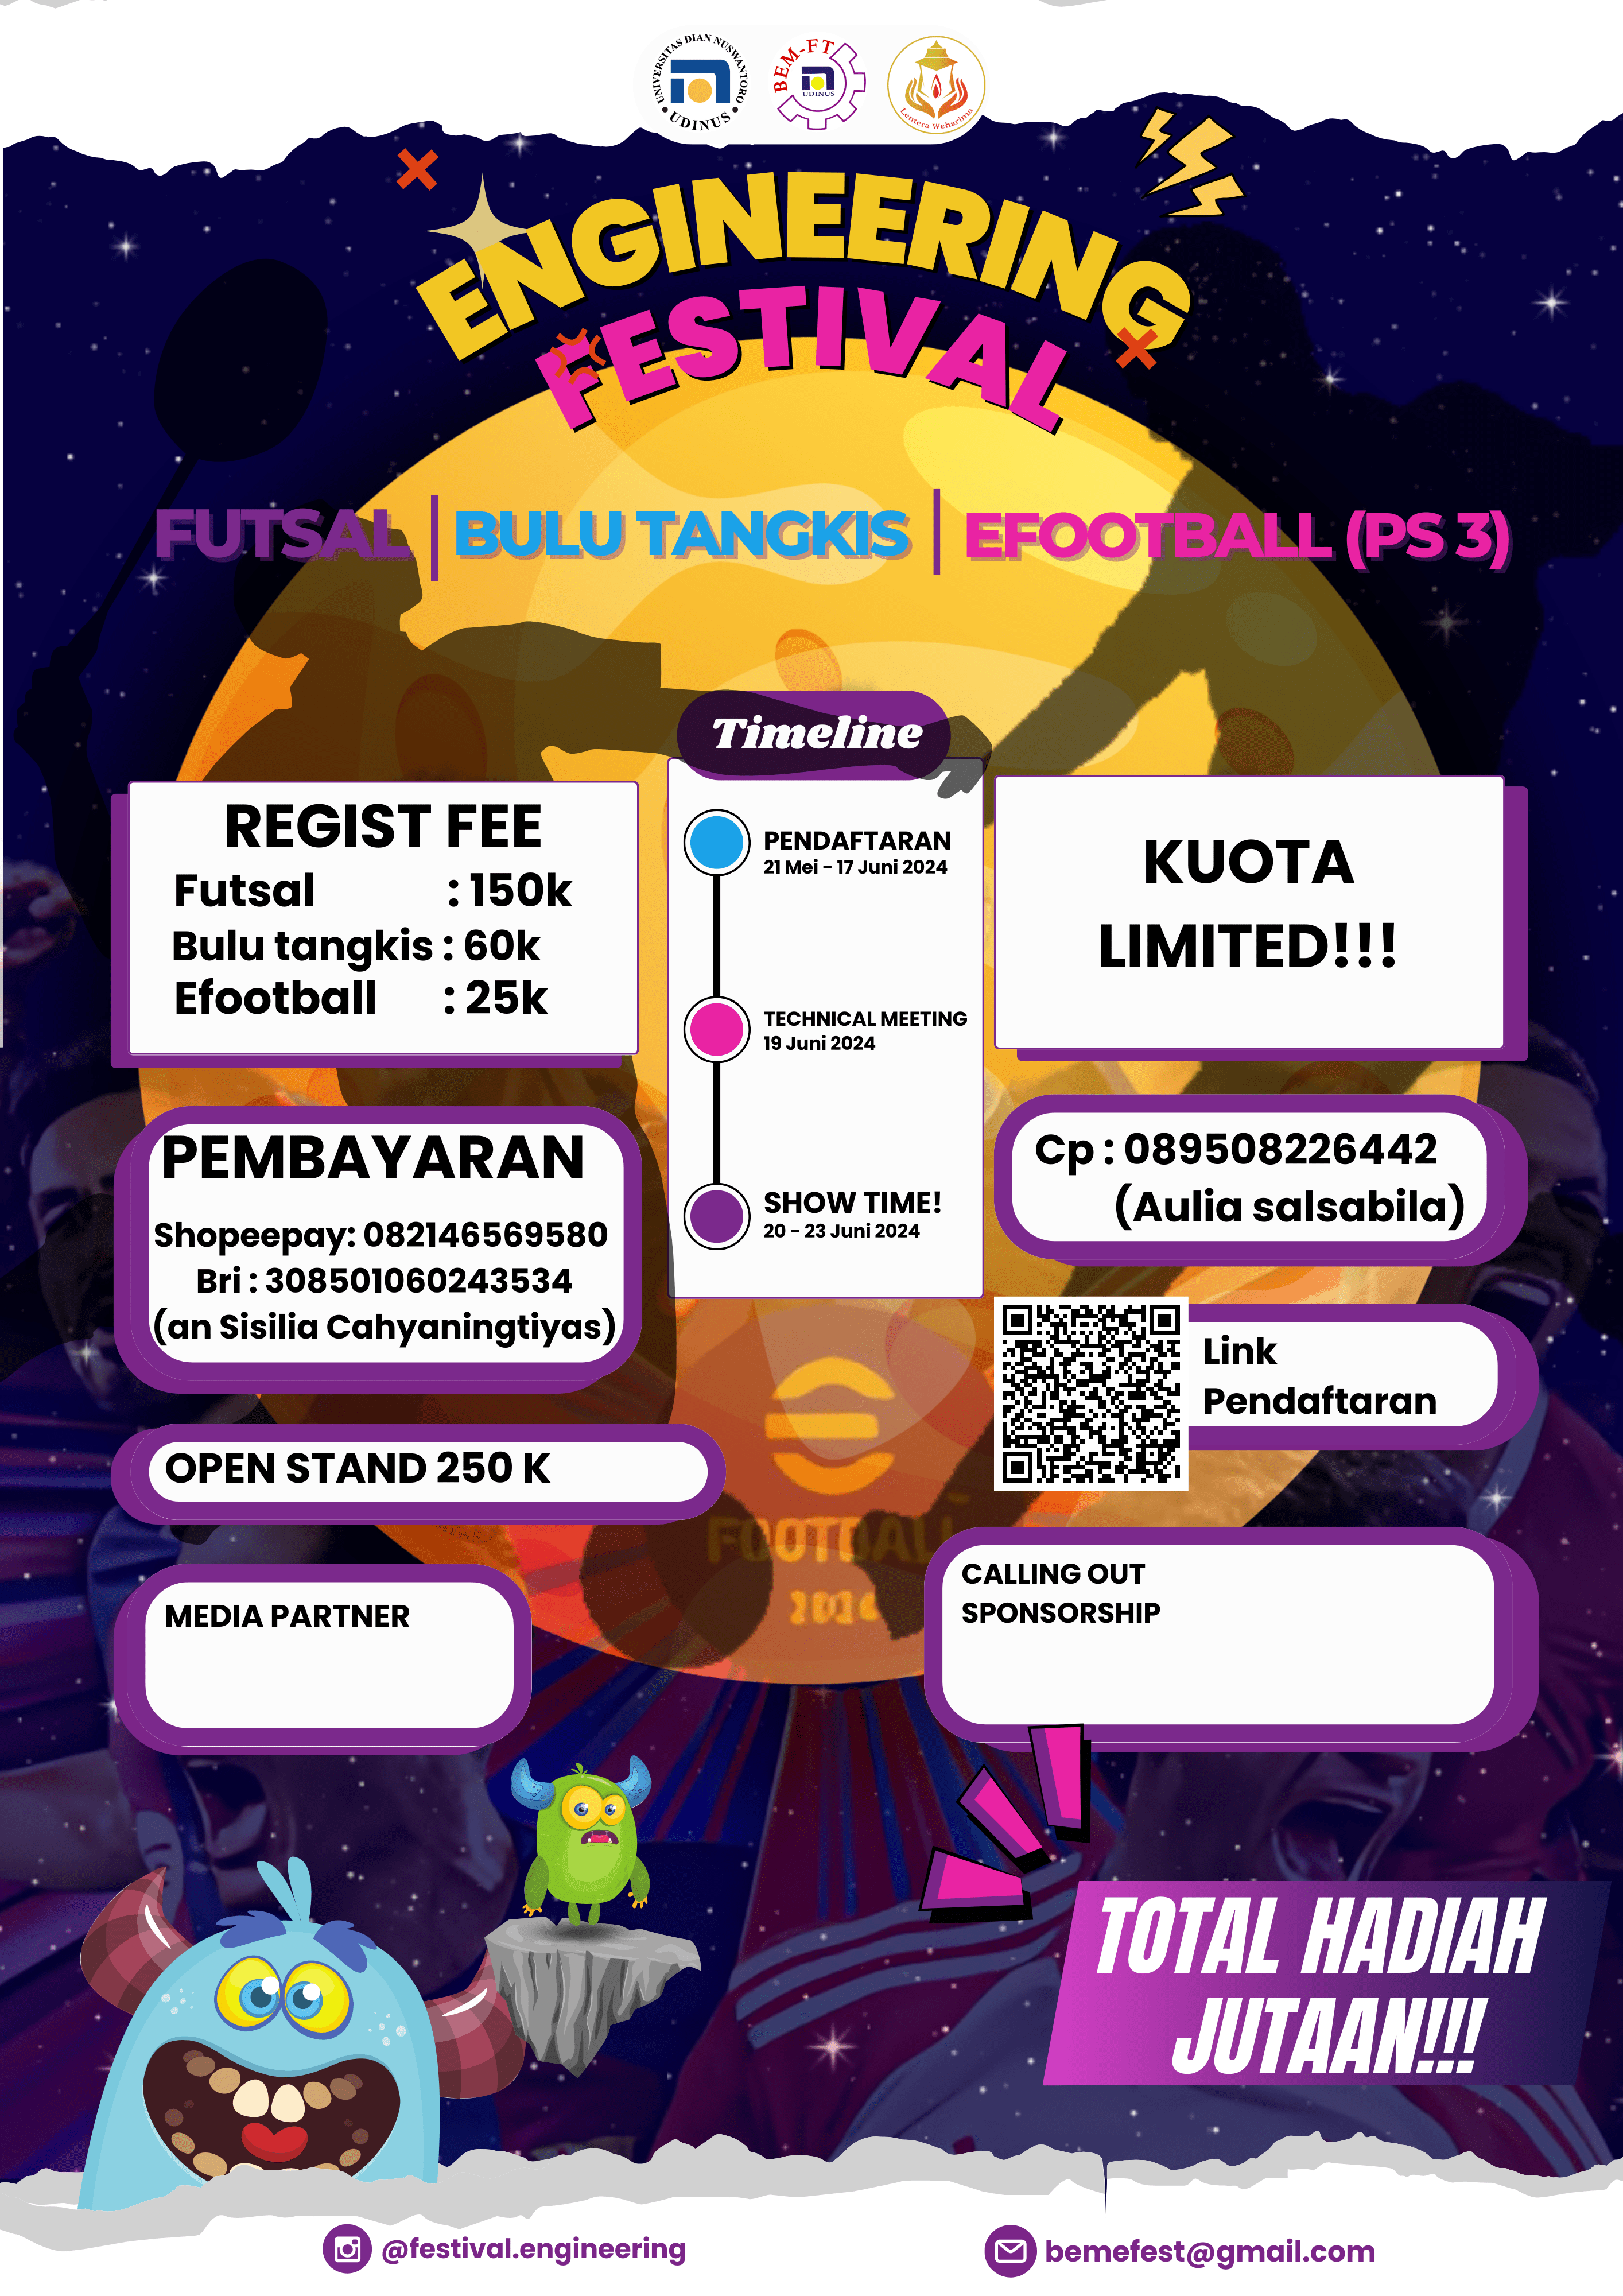 UNIVERSITAS DIAN NUSWANTORO
• UDINUS •
BEM-FT
UDINUS
Lentera Weharima
ENGINEERING
FESTIVAL
FUTSAL | BULU TANGKIS | EFOOTBALL (PS 3)
Timeline
REGIST FEE
Futsal : 150k
Bulu tangkis : 60k
Efootball : 25k
PENDAFTARAN
21 Mei - 17 Juni 2024
TECHNICAL MEETING
19 Juni 2024
SHOW TIME!
20 - 23 Juni 2024
KUOTA
LIMITED!!!
PEMBAYARAN
Shopeepay: 082146569580
Bri : 308501060243534
(an Sisilia Cahyaningtiyas)
Cp : 089508226442
(Aulia salsabila)
Link
Pendaftaran
OPEN STAND 250 K
FOOTBALL
MEDIA PARTNER
CALLING OUT
SPONSORSHIP
TOTAL HADIAH
JUTAAN!!!
@festival.engineering
bemefest@gmail.com